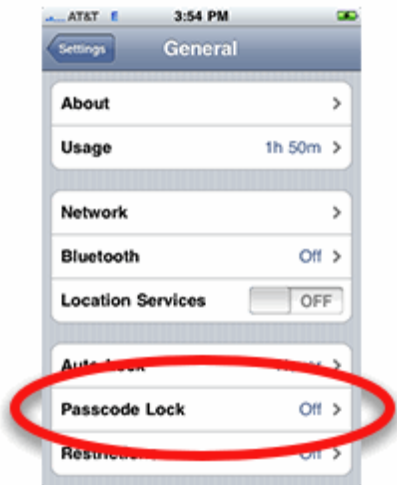 AT&T E 3:54 PM
Settings General
About
Usage 1h 50m
Network
Bluetooth Off
Location Services OFF
Passcode Lock Off
Off